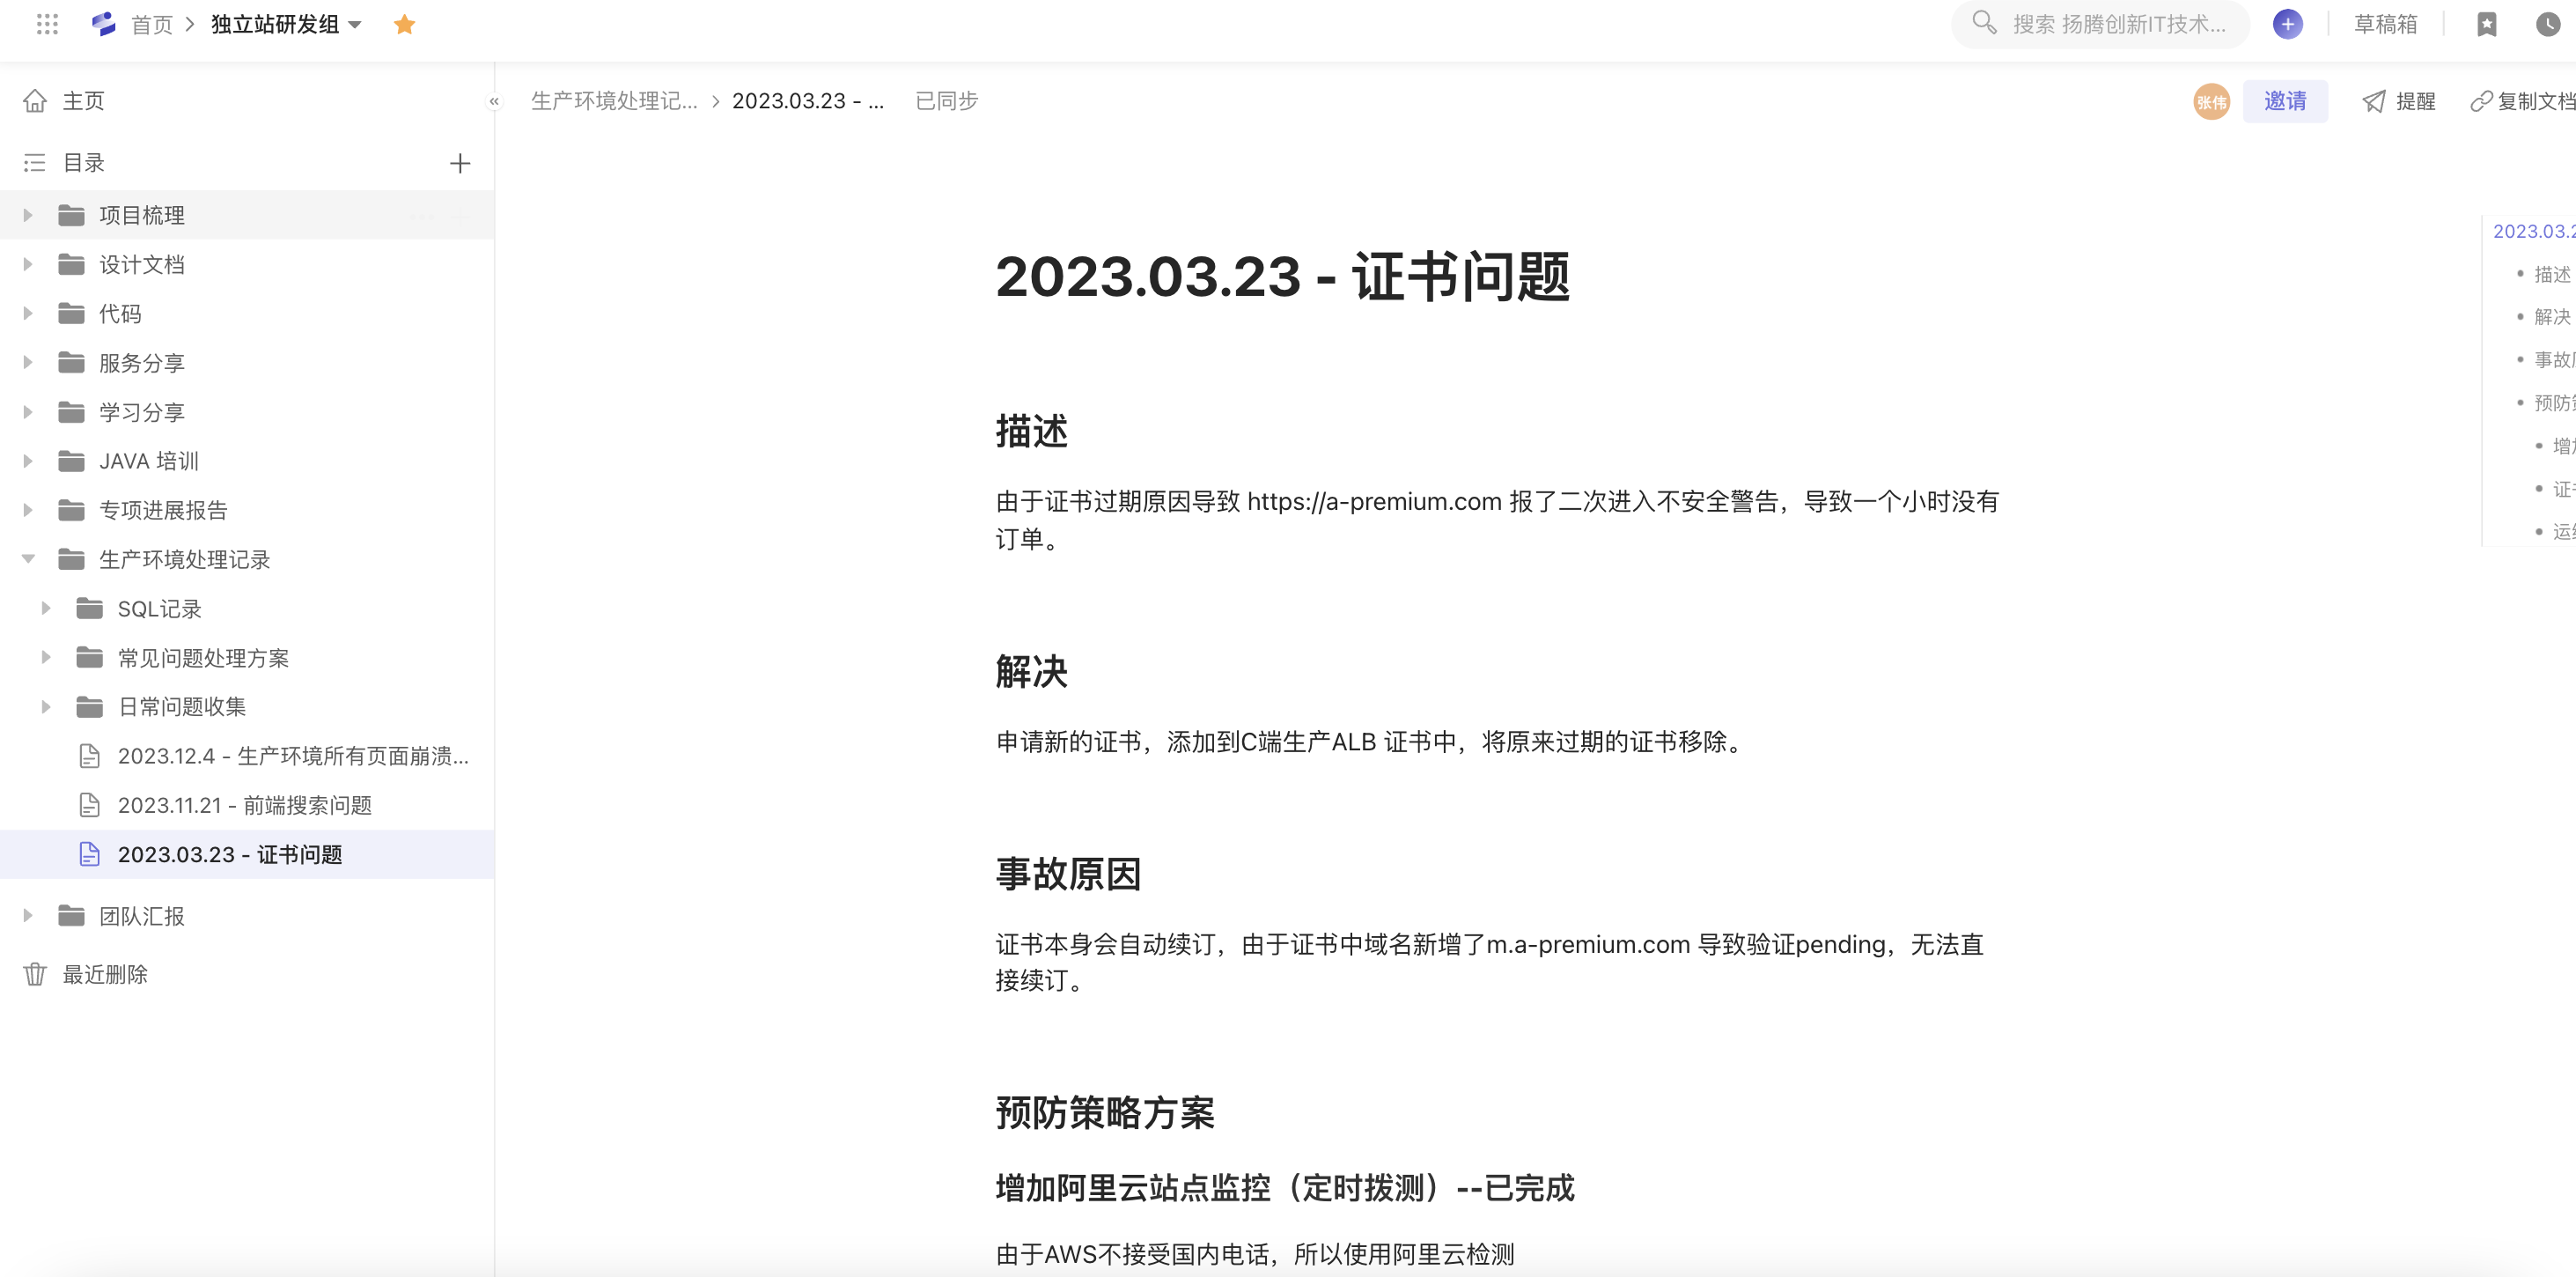 首页 > 独立站研发组
搜索 扬腾创新IT技术...
草稿箱
主页
目录
项目梳理
设计文档
代码
服务分享
学习分享
JAVA 培训
专项进展报告
生产环境处理记录
SQL记录
常见问题处理方案
日常问题收集
2023.12.4 - 生产环境所有页面崩溃...
2023.11.21 - 前端搜索问题
2023.03.23 - 证书问题
团队汇报
最近删除
生产环境处理记... > 2023.03.23 - ... 已同步
张伟 邀请 提醒 复制文档
2023.03.23 - 证书问题
描述
由于证书过期原因导致 https://a-premium.com 报了二次进入不安全警告，导致一个小时没有
订单。
解决
申请新的证书，添加到C端生产ALB 证书中，将原来过期的证书移除。
事故原因
证书本身会自动续订，由于证书中域名新增了m.a-premium.com 导致验证pending，无法直
接续订。
预防策略方案
增加阿里云站点监控（定时拨测）--已完成
由于AWS不接受国内电话，所以使用阿里云检测
2023.03.2
描述
解决
事故
预防
增
证
运